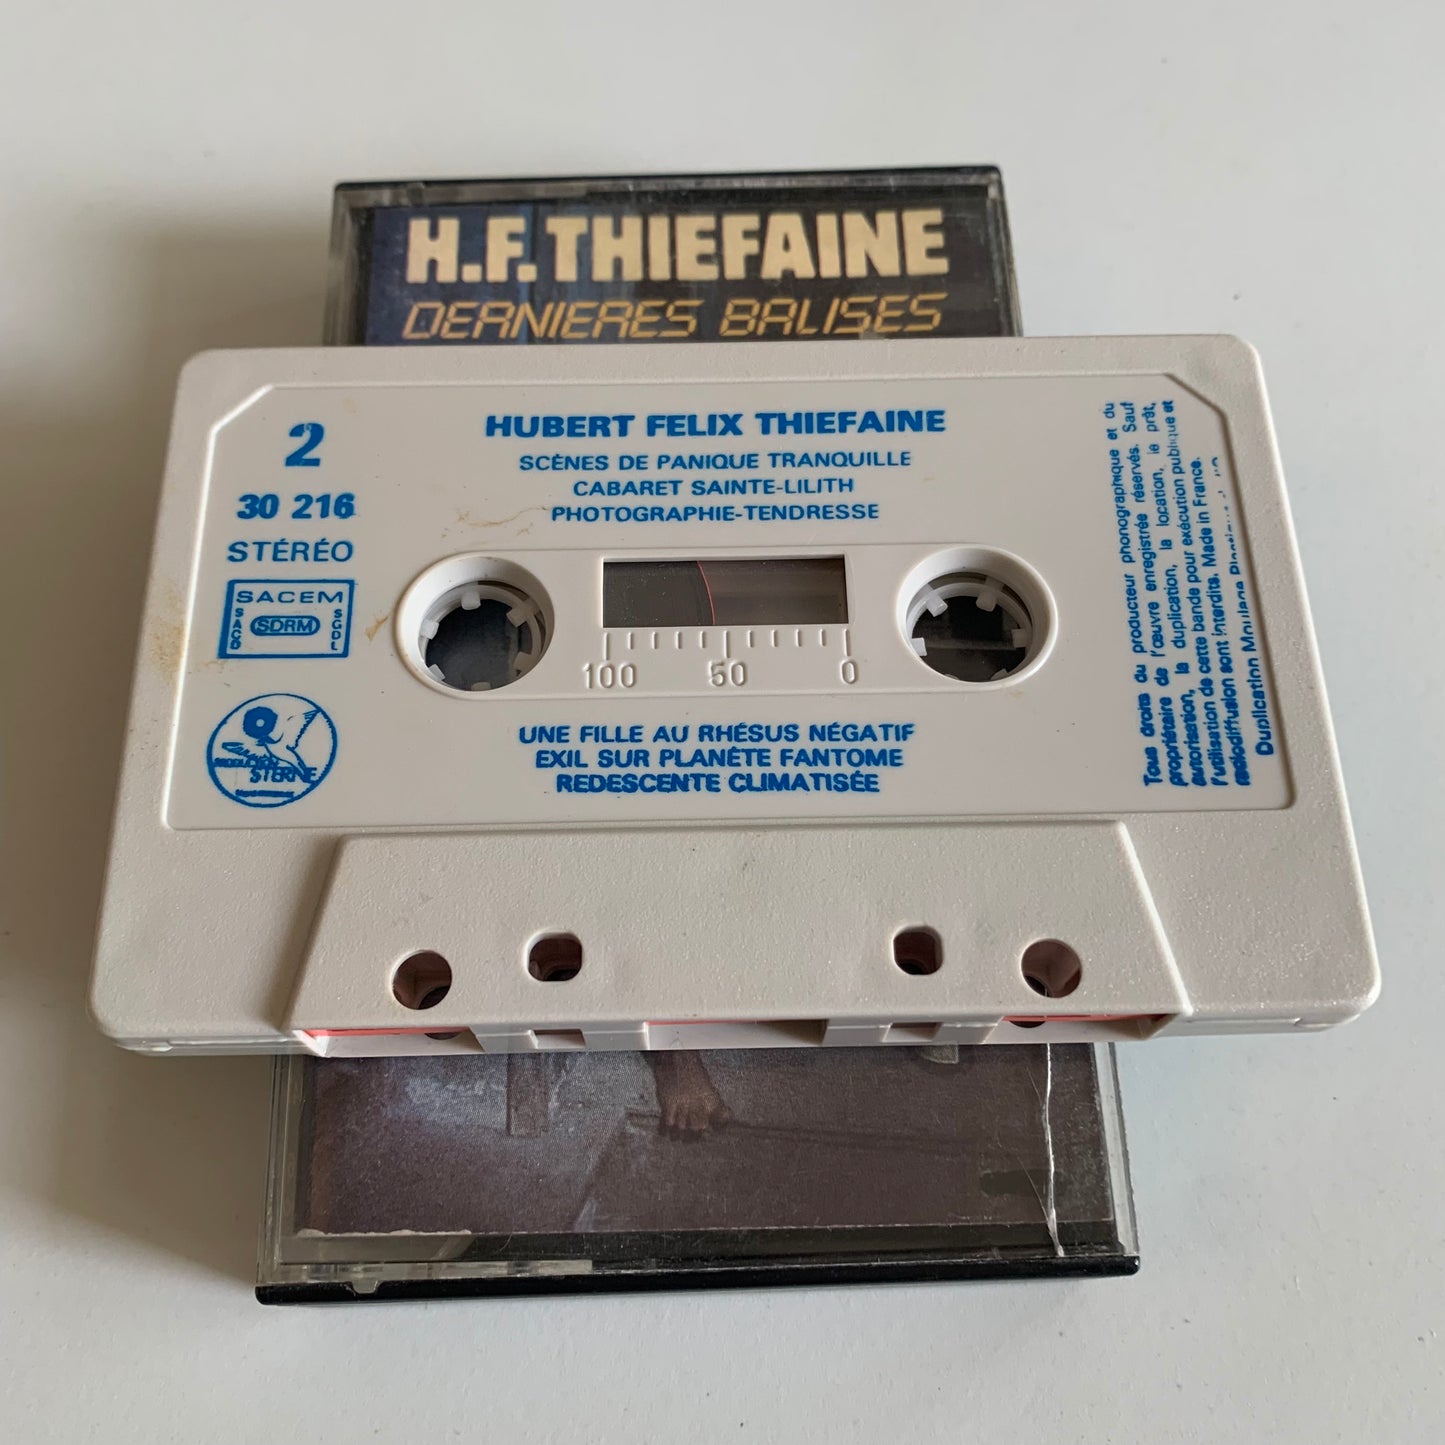 H.F. THIEFAINE
DERNIERES BALISES
2
30 216
STÉRÉO
SACEM
SACD
SDRM
SGDL
STERNE
HUBERT FELIX THIEFAINE
SCÈNES DE PANIQUE TRANQUILLE
CABARET SAINTE-LILITH
PHOTOGRAPHIE-TENDRESSE
100 50 0
UNE FILLE AU RHÉSUS NÉGATIF
EXIL SUR PLANÈTE FANTOME
REDESCENTE CLIMATISÉE
Tous droits du producteur phonographique et du
propriétaire de l'œuvre enregistrée réservés. Sauf
autorisation, la duplication, la location, le prêt,
l'utilisation de cette bande pour exécution publique et
radiodiffusion sont interdits. Made in France.
Duplication Moulage